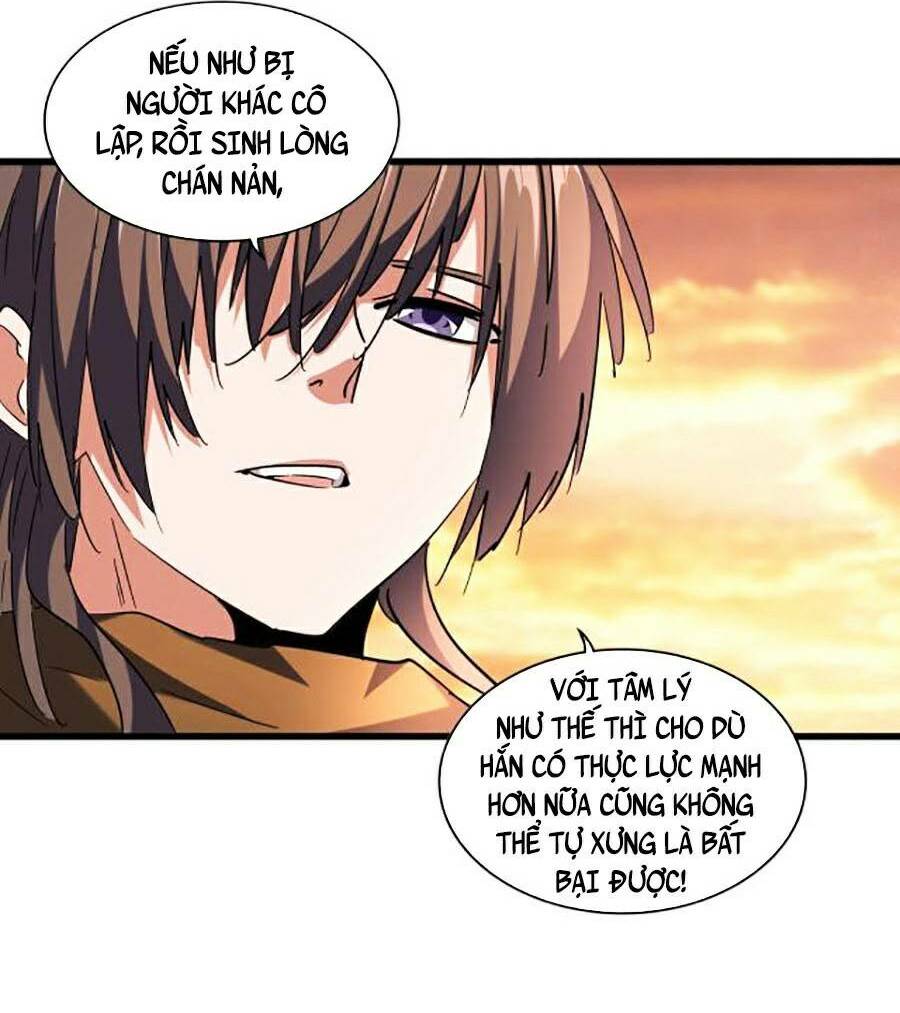 NẾU NHƯ BỊ
NGƯỜI KHÁC CÔ
LẬP, RỒI SINH LÒNG
CHÁN NẢN,
VỚI TÂM LÝ
NHƯ THẾ THÌ CHO DÙ
HẮN CÓ THỰC LỰC MẠNH
HƠN NỮA CŨNG KHÔNG
THỂ TỰ XƯNG LÀ BẤT
BẠI ĐƯỢC!